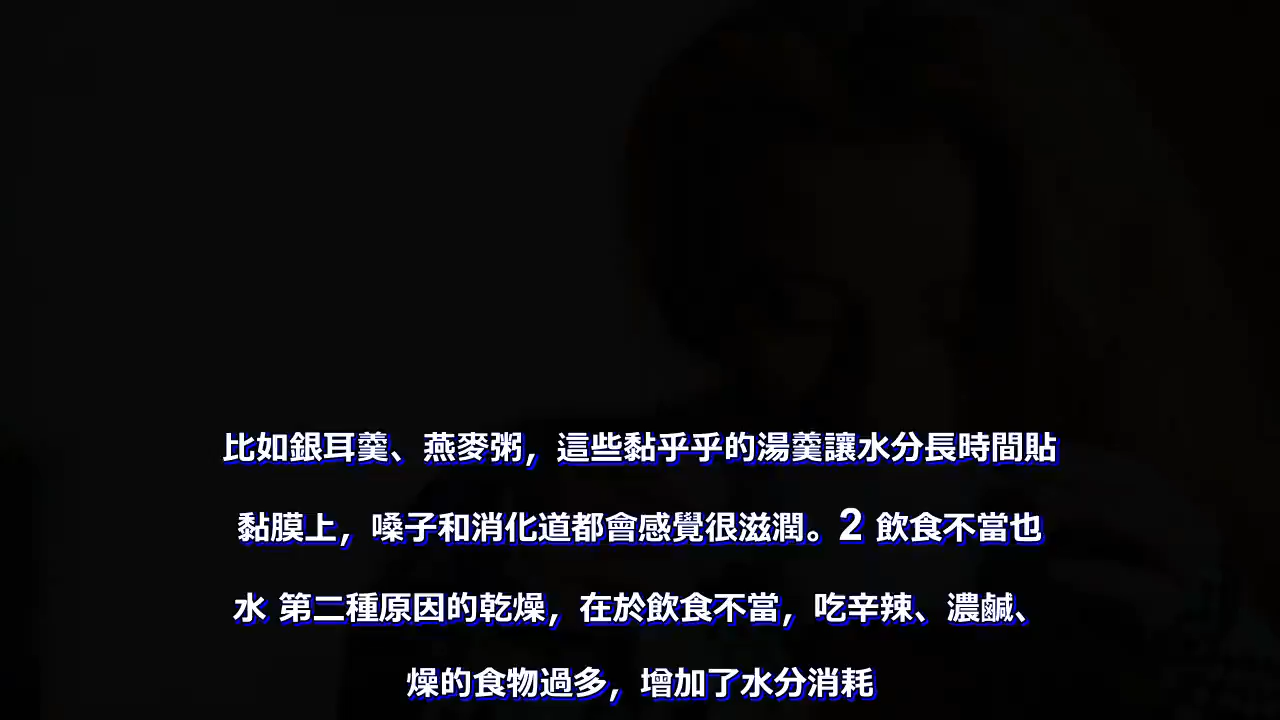 比如銀耳羹、燕麥粥，這些黏乎乎的湯羹讓水分長時間貼
黏膜上，嗓子和消化道都會感覺很滋潤。2 飲食不當也
水 第二種原因的乾燥，在於飲食不當，吃辛辣、濃鹹、
燥的食物過多，增加了水分消耗